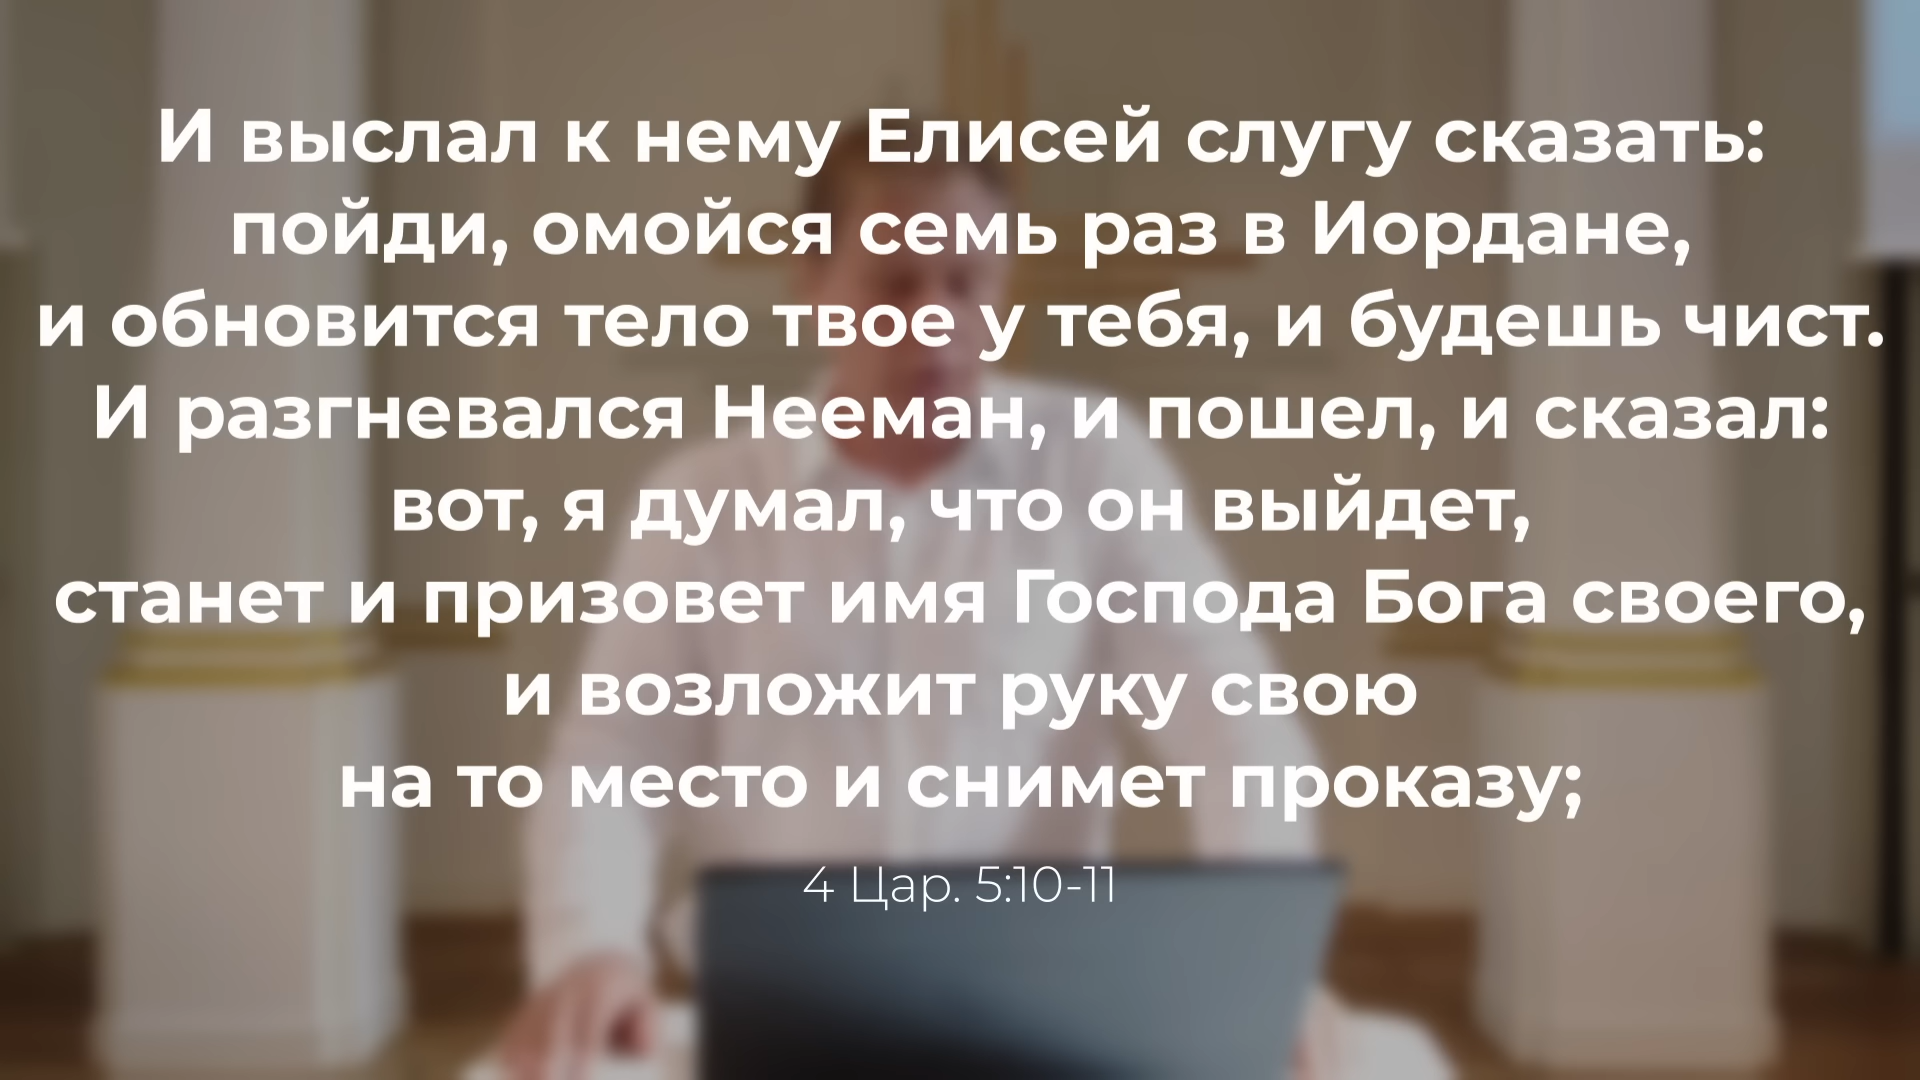 И выслал к нему Елисей слугу сказать:
пойди, омойся семь раз в Иордане,
и обновится тело твое у тебя, и будешь чист.
И разгневался Нееман, и пошел, и сказал:
вот, я думал, что он выйдет,
станет и призовет имя Господа Бога своего,
и возложит руку свою
на то место и снимет проказу;
4 Цар. 5:10-11